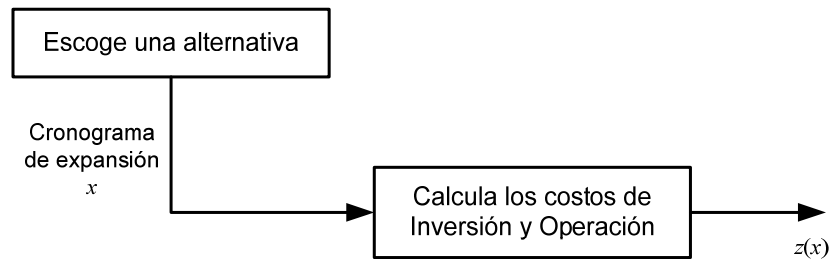 Escoge una alternativa
Cronograma
de expansión
x
Calcula los costos de
Inversión y Operación
z(x)